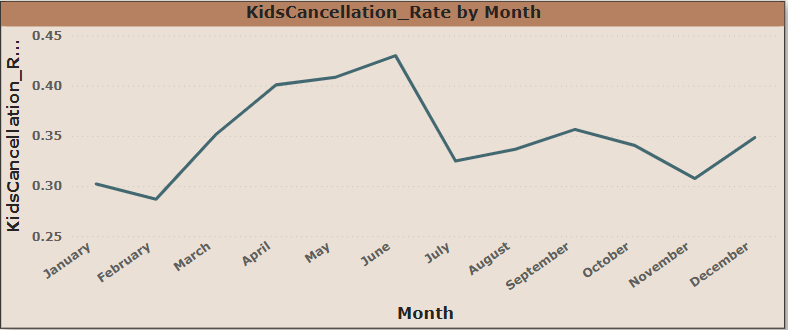 KidsCancellation_Rate by Month
KidsCancellation_R...
0.45
0.40
0.35
0.30
0.25
January
February
March
April
May
June
July
August
September
October
November
December
Month